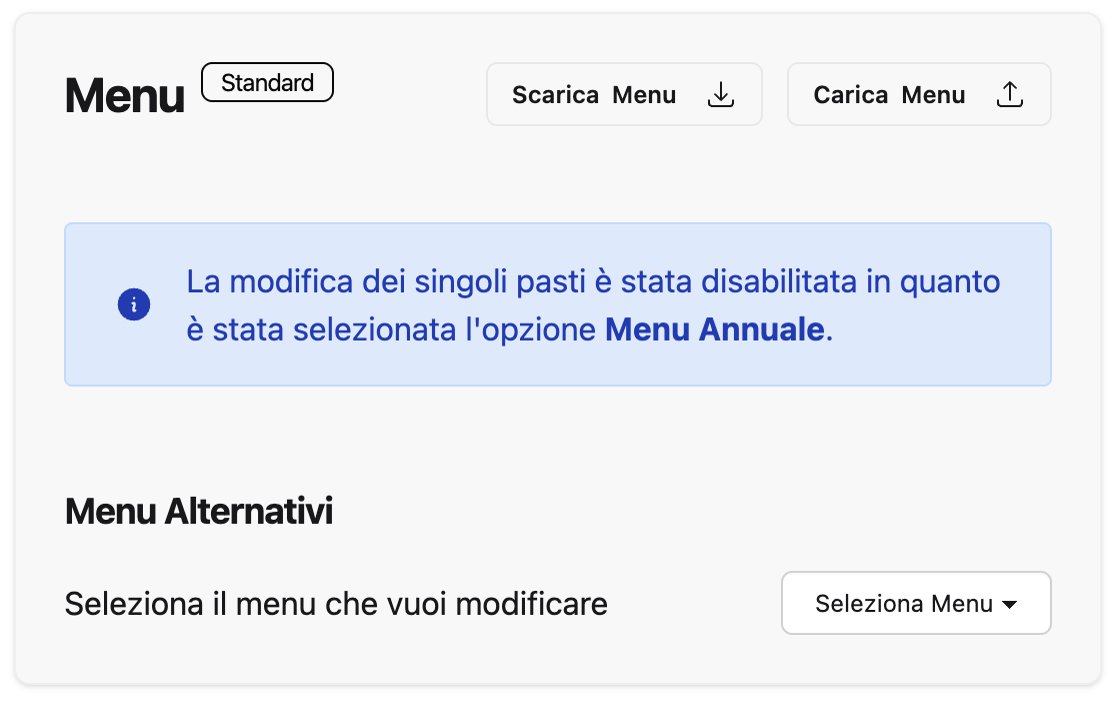 Menu
Standard
Scarica Menu
Carica Menu
La modifica dei singoli pasti è stata disabilitata in quanto
è stata selezionata l'opzione Menu Annuale.
Menu Alternativi
Seleziona il menu che vuoi modificare
Seleziona Menu